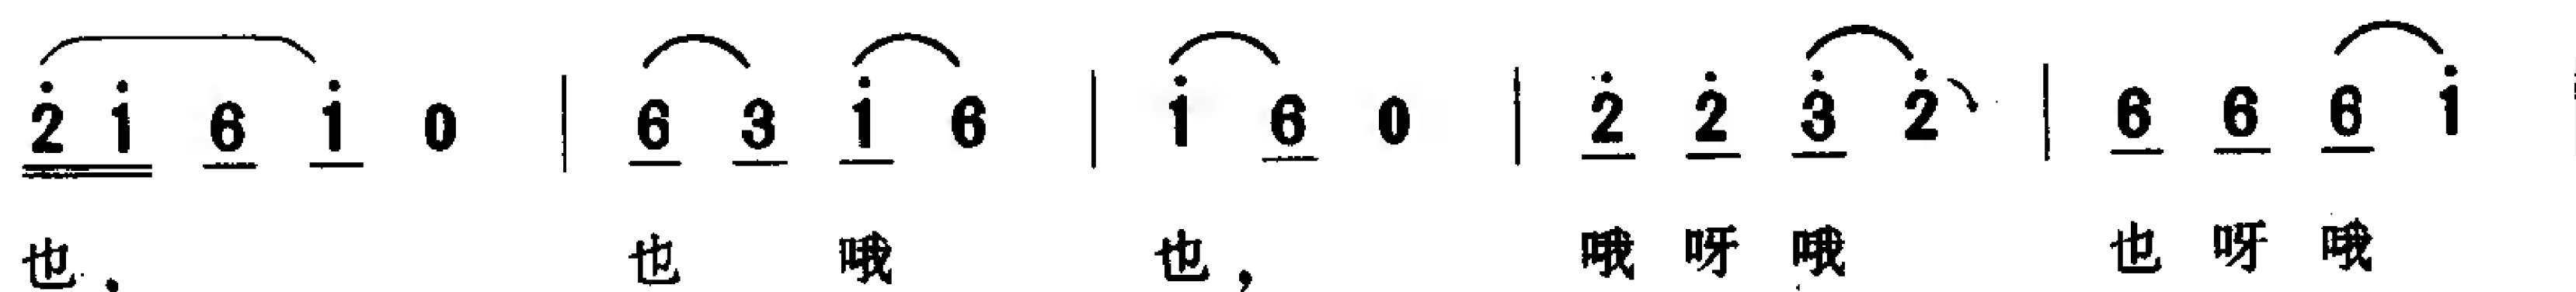 2̇ 1̇ 6 1̇ 0 | 6 3 1̇ 6 | 1̇ 6 0 | 2̇ 2̇ 3̇ 2̇ | 6 6 6 1̇ |
也, 也 哦 也, 哦 呀 哦 也 呀 哦